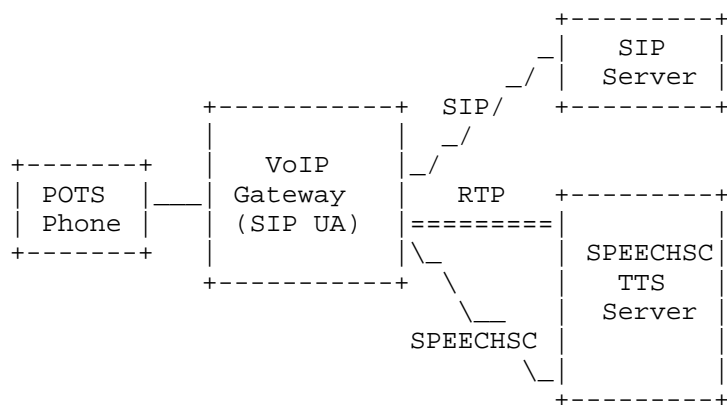 SIP
Server
SIP
VoIP
POTS Gateway RTP
Phone (SIP UA)
SPEECHSC
TTS
Server
SPEECHSC